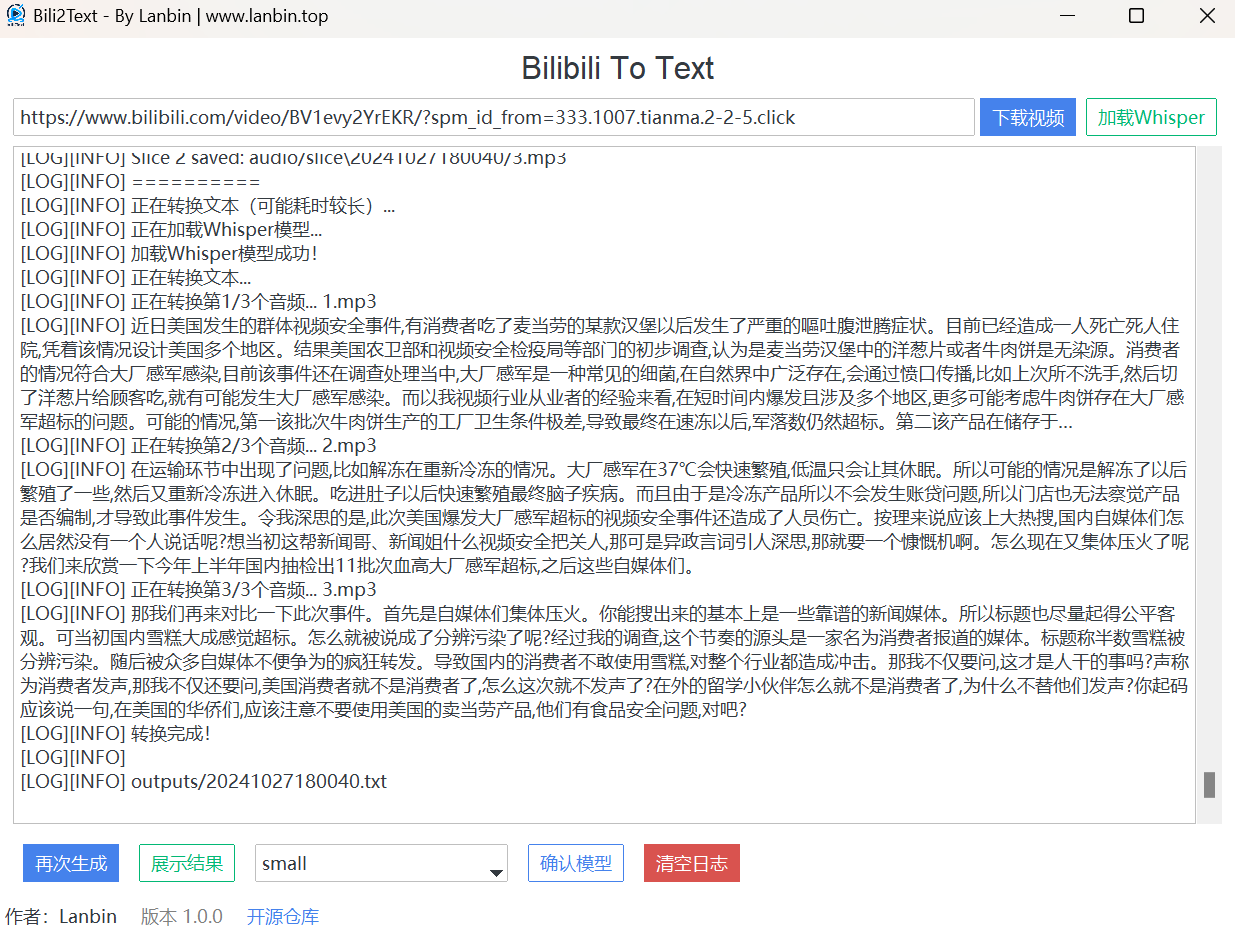 Bili2Text - By Lanbin | www.lanbin.top
Bilibili To Text
https://www.bilibili.com/video/BV1evy2YrEKR/?spm_id_from=333.1007.tianma.2-2-5.click
下载视频
加载Whisper
[LOG][INFO] Slice 2 saved: audio/slice\20241027180040/3.mp3
[LOG][INFO] ==========
[LOG][INFO] 正在转换文本（可能耗时较长）...
[LOG][INFO] 正在加载Whisper模型...
[LOG][INFO] 加载Whisper模型成功！
[LOG][INFO] 正在转换文本...
[LOG][INFO] 正在转换第1/3个音频... 1.mp3
[LOG][INFO] 近日美国发生的群体视频安全事件,有消费者吃了麦当劳的某款汉堡以后发生了严重的嘔吐腹泄腾症状。目前已经造成一人死亡死人住
院,凭着该情况设计美国多个地区。结果美国农卫部和视频安全检疫局等部门的初步调查,认为是麦当劳汉堡中的洋葱片或者牛肉饼是无染源。消费者
的情况符合大厂感军感染,目前该事件还在调查处理当中,大厂感军是一种常见的细菌,在自然界中广泛存在,会通过愤口传播,比如上次所不洗手,然后切
了洋葱片给顾客吃,就有可能发生大厂感军感染。而以我视频行业从业者的经验来看,在短时间内爆发且涉及多个地区,更多可能考虑牛肉饼存在大厂感
军超标的问题。可能的情况,第一该批次牛肉饼生产的工厂卫生条件极差,导致最终在速冻以后,军落数仍然超标。第二该产品在储存于...
[LOG][INFO] 正在转换第2/3个音频... 2.mp3
[LOG][INFO] 在运输环节中出现了问题,比如解冻在重新冷冻的情况。大厂感军在37℃会快速繁殖,低温只会让其休眠。所以可能的情况是解冻了以后
繁殖了一些,然后又重新冷冻进入休眠。吃进肚子以后快速繁殖最终脑子疾病。而且由于是冷冻产品所以不会发生账贷问题,所以门店也无法察觉产品
是否编制,才导致此事件发生。令我深思的是,此次美国爆发大厂感军超标的视频安全事件还造成了人员伤亡。按理来说应该上大热搜,国内自媒体们怎
么居然没有一个人说话呢?想当初这帮新闻哥、新闻姐什么视频安全把关人,那可是异政言词引人深思,那就要一个慷慨机啊。怎么现在又集体压火了呢
?我们来欣赏一下今年上半年国内抽检出11批次血高大厂感军超标,之后这些自媒体们。
[LOG][INFO] 正在转换第3/3个音频... 3.mp3
[LOG][INFO] 那我们再来对比一下此次事件。首先是自媒体们集体压火。你能搜出来的基本上是一些靠谱的新闻媒体。所以标题也尽量起得公平客
观。可当初国内雪糕大成感觉超标。怎么就被说成了分辨污染了呢?经过我的调查,这个节奏的源头是一家名为消费者报道的媒体。标题称半数雪糕被
分辨污染。随后被众多自媒体不便争为的疯狂转发。导致国内的消费者不敢使用雪糕,对整个行业都造成冲击。那我不仅要问,这才是人干的事吗?声称
为消费者发声,那我不仅还要问,美国消费者就不是消费者了,怎么这次就不发声了?在外的留学小伙伴怎么就不是消费者了,为什么不替他们发声?你起码
应该说一句,在美国的华侨们,应该注意不要使用美国的卖当劳产品,他们有食品安全问题,对吧?
[LOG][INFO] 转换完成！
[LOG][INFO]
[LOG][INFO] outputs/20241027180040.txt
再次生成
展示结果
small
确认模型
清空日志
作者：Lanbin 版本 1.0.0 开源仓库